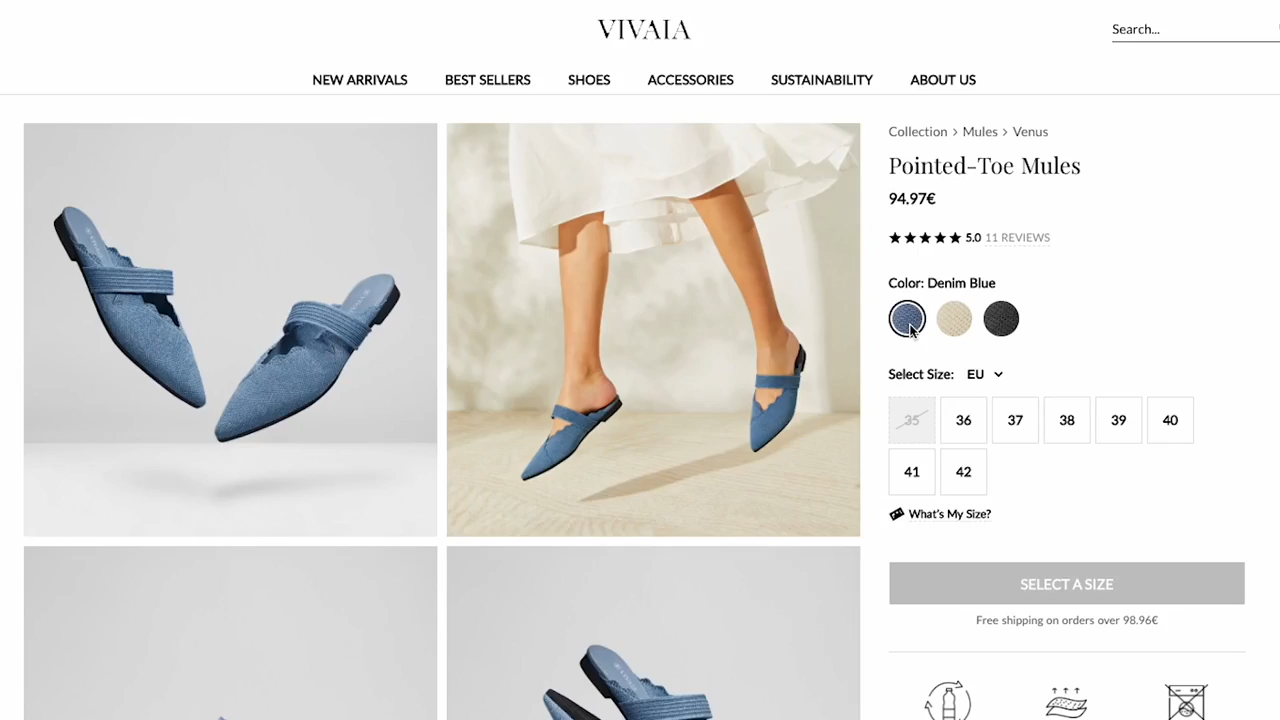 VIVAIA
Search...
NEW ARRIVALS BEST SELLERS SHOES ACCESSORIES SUSTAINABILITY ABOUT US
Collection > Mules > Venus
Pointed-Toe Mules
94.97€
★★★★★ 5.0 11 REVIEWS
Color: Denim Blue
Select Size: EU
35 36 37 38 39 40
41 42
What's My Size?
SELECT A SIZE
Free shipping on orders over 98.96€